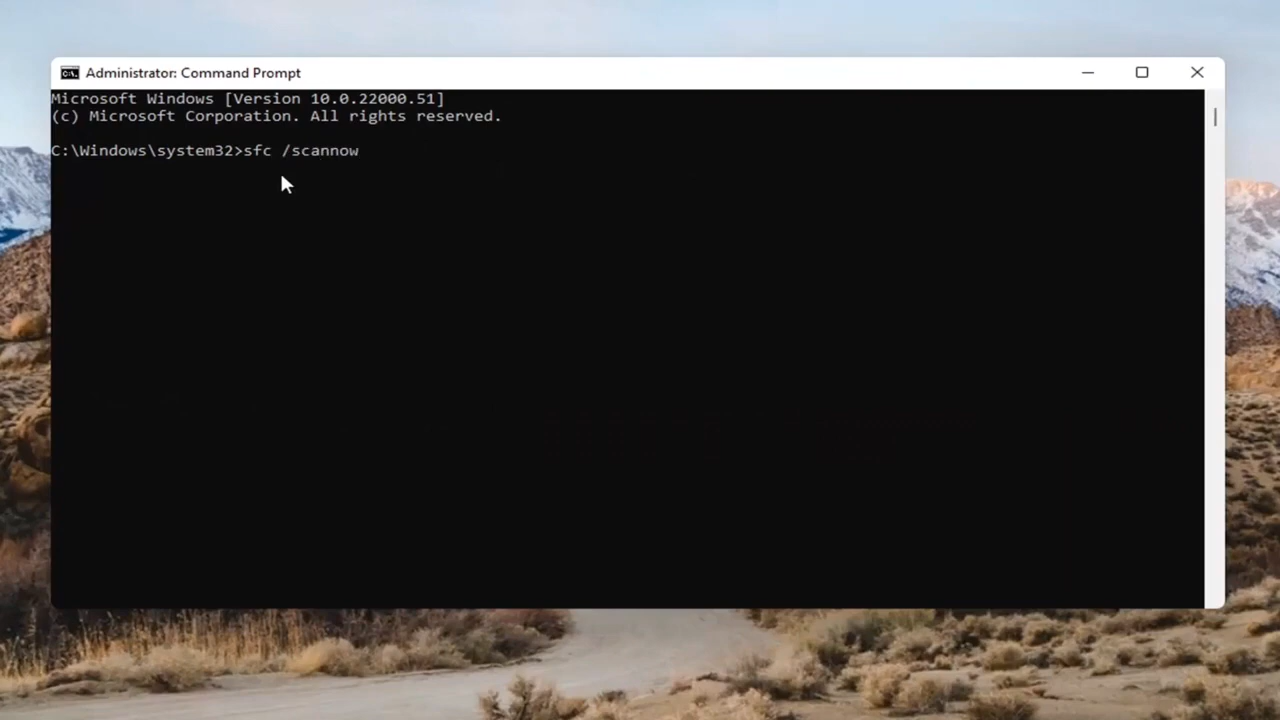 Administrator: Command Prompt
Microsoft Windows [Version 10.0.22000.51]
(c) Microsoft Corporation. All rights reserved.
C:\Windows\system32>sfc /scannow